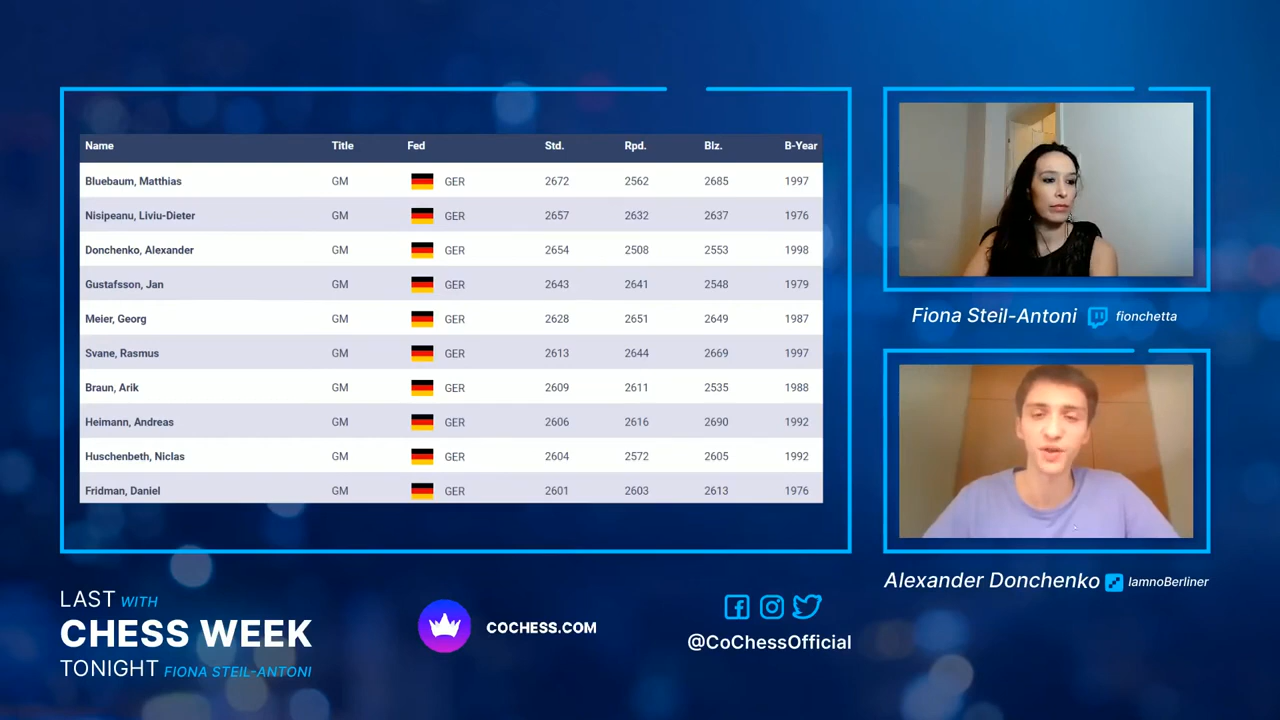 Name Title Fed Std. Rpd. Blz. B-Year
Bluebaum, Matthias GM GER 2672 2562 2685 1997
Nisipeanu, Liviu-Dieter GM GER 2657 2632 2637 1976
Donchenko, Alexander GM GER 2654 2508 2553 1998
Gustafsson, Jan GM GER 2643 2641 2548 1979
Meier, Georg GM GER 2628 2651 2649 1987
Svane, Rasmus GM GER 2613 2644 2669 1997
Braun, Arik GM GER 2609 2611 2535 1988
Heimann, Andreas GM GER 2606 2616 2690 1992
Huschenbeth, Niclas GM GER 2604 2572 2605 1992
Fridman, Daniel GM GER 2601 2603 2613 1976
Fiona Steil-Antoni fionchetta
Alexander Donchenko IamnoBerliner
LAST WITH
CHESS WEEK
TONIGHT FIONA STEIL-ANTONI
COCHESS.COM
@CoChessOfficial